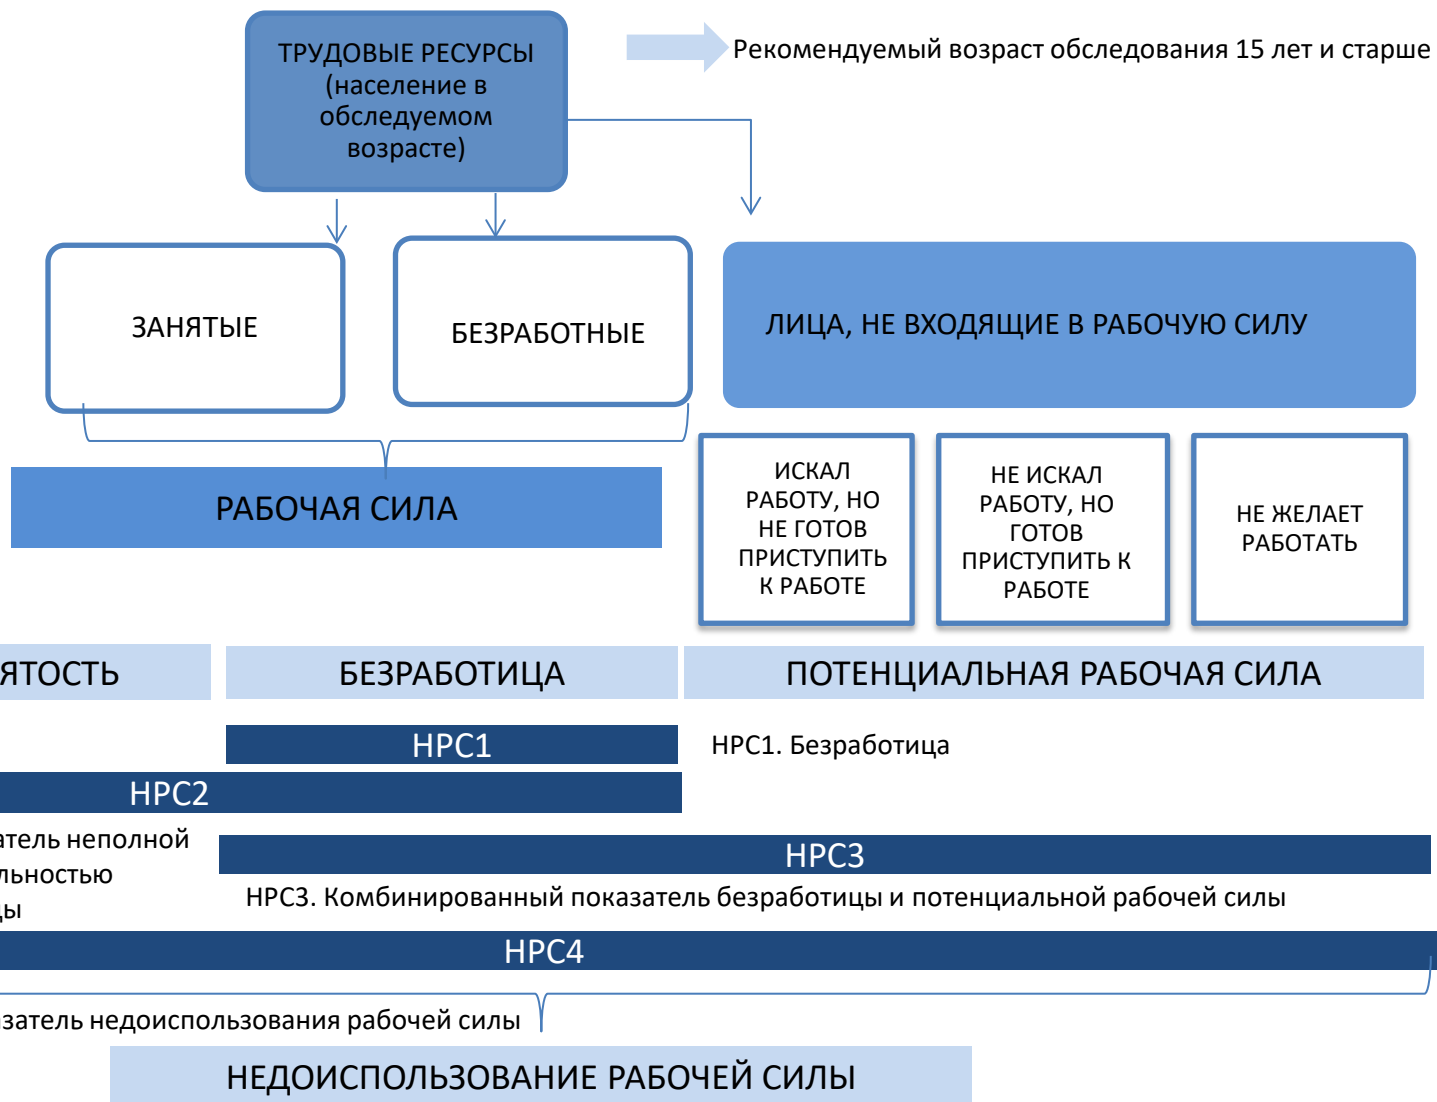 ТРУДОВЫЕ РЕСУРСЫ
(население в
обследуемом
возрасте)
Рекомендуемый возраст обследования 15 лет и старше
ЗАНЯТЫЕ
БЕЗРАБОТНЫЕ
ЛИЦА, НЕ ВХОДЯЩИЕ В РАБОЧУЮ СИЛУ
РАБОЧАЯ СИЛА
ИСКАЛ
РАБОТУ, НО
НЕ ГОТОВ
ПРИСТУПИТЬ
К РАБОТЕ
НЕ ИСКАЛ
РАБОТУ, НО
ГОТОВ
ПРИСТУПИТЬ К
РАБОТЕ
НЕ ЖЕЛАЕТ
РАБОТАТЬ
ЯТОСТЬ
БЕЗРАБОТИЦА
ПОТЕНЦИАЛЬНАЯ РАБОЧАЯ СИЛА
НРС1
НРС1. Безработица
НРС2
атель неполной
льностью
цы
НРС3
НРС3. Комбинированный показатель безработицы и потенциальной рабочей силы
НРС4
азатель недоиспользования рабочей силы
НЕДОИСПОЛЬЗОВАНИЕ РАБОЧЕЙ СИЛЫ